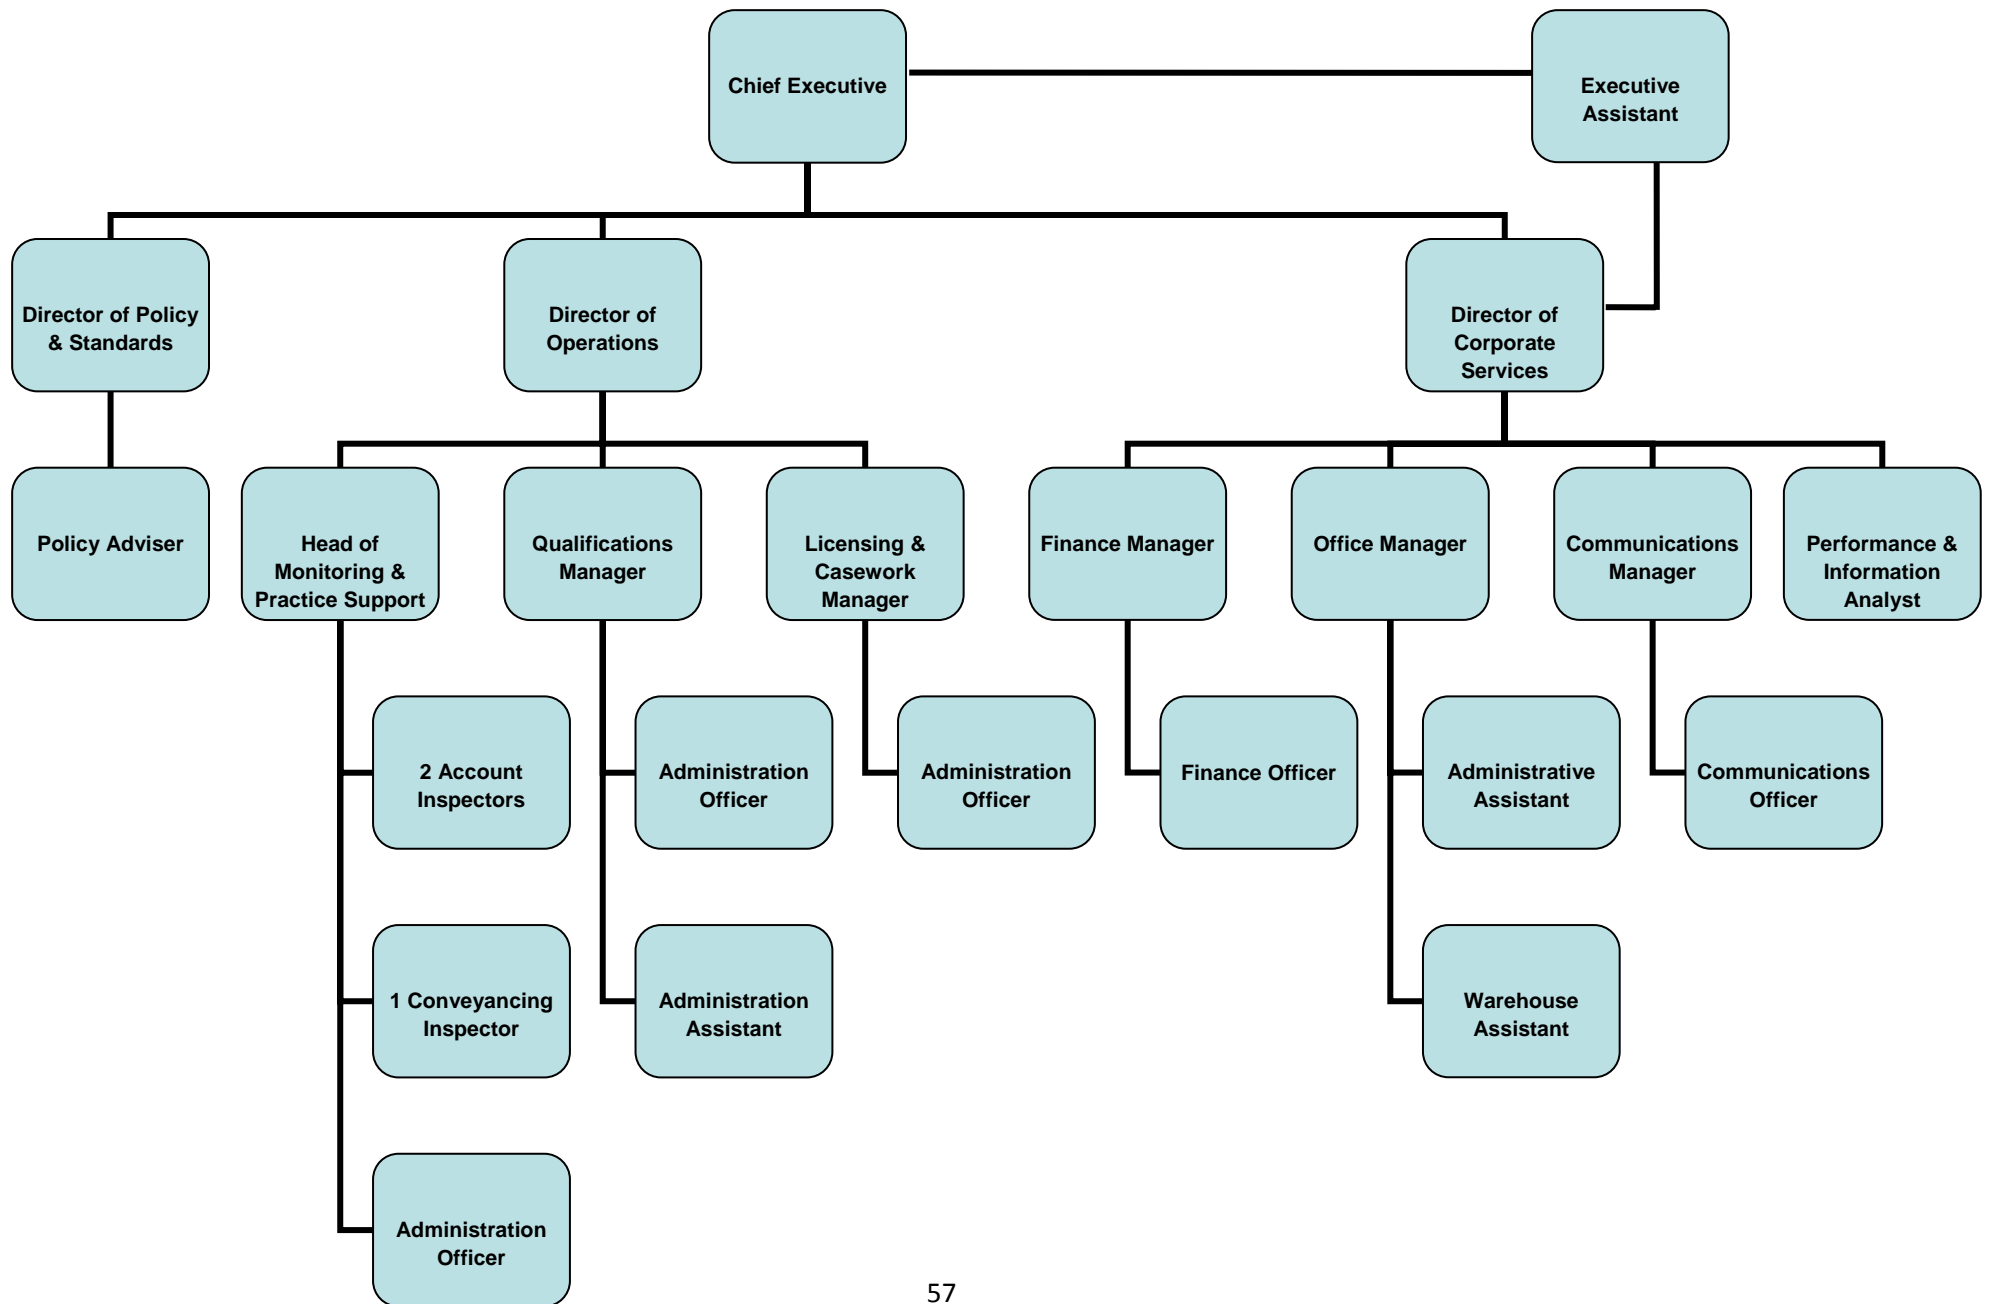 Chief Executive
Executive
Assistant
Director of Policy
& Standards
Director of
Operations
Director of
Corporate
Services
Policy Adviser
Head of
Monitoring &
Practice Support
Qualifications
Manager
Licensing &
Casework
Manager
Finance Manager
Office Manager
Communications
Manager
Performance &
Information
Analyst
2 Account
Inspectors
Administration
Officer
Administration
Officer
Finance Officer
Administrative
Assistant
Communications
Officer
1 Conveyancing
Inspector
Administration
Assistant
Warehouse
Assistant
Administration
Officer
57